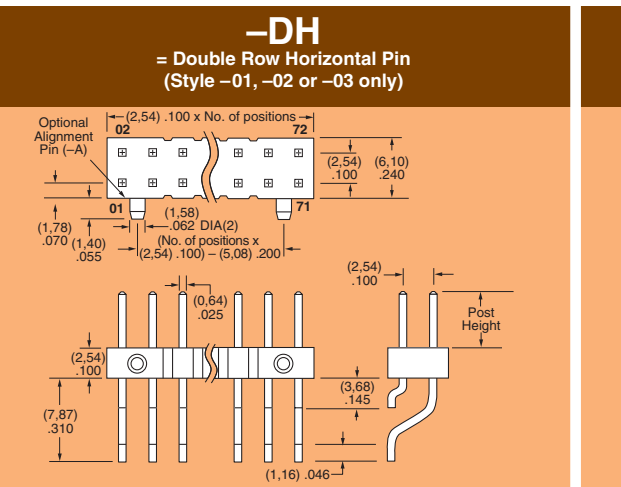 –DH
= Double Row Horizontal Pin
(Style –01, –02 or –03 only)
(2,54) .100 x No. of positions
Optional
Alignment
Pin (–A)
02
72
(2,54)
.100
(6,10)
.240
01
71
(1,58)
.062 DIA(2)
(1,78)
.070
(1,40)
.055
(No. of positions x
(2,54) .100) – (5,08) .200
(2,54)
.100
(0,64)
.025
Post
Height
(2,54)
.100
(3,68)
.145
(7,87)
.310
(1,16) .046